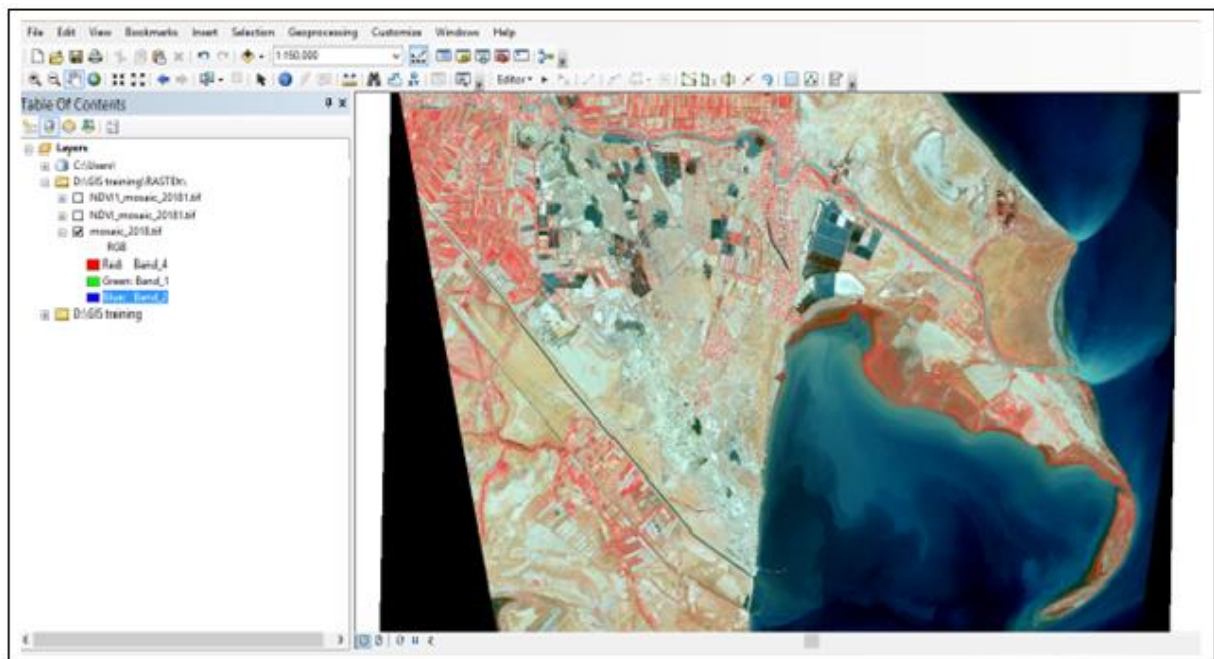 File Edit View Bookmarks Insert Selection Geoprocessing Customize Windows Help
1:150,000
Editor
Table Of Contents
Layers
C:\Users\
D:\GIS training\RASTEr\
NDVI1_mosaic_20181.tif
NDVI_mosaic_20181.tif
mosaic_2018.tif
RGB
Red: Band_4
Green: Band_1
Blue: Band_2
D:\GIS training